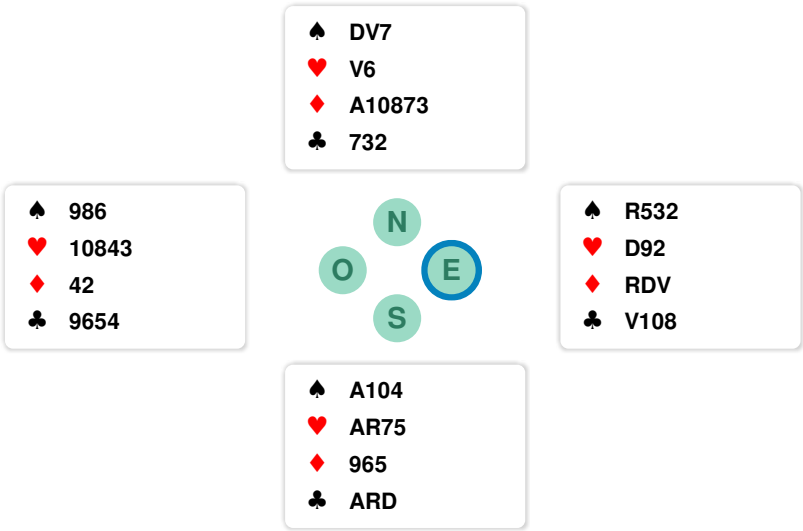 ♠ DV7
♥ V6
♦ A10873
♣ 732
♠ 986
♥ 10843
♦ 42
♣ 9654
N
O
E
S
♠ R532
♥ D92
♦ RDV
♣ V108
♠ A104
♥ AR75
♦ 965
♣ ARD